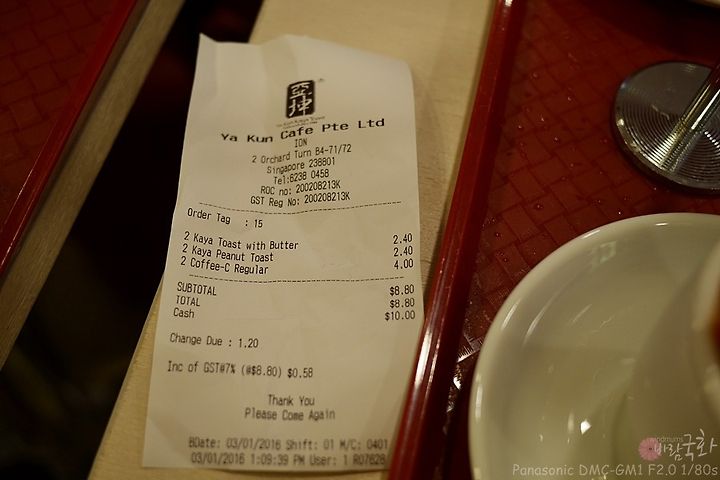 亞坤
Ya Kun Cafe Pte Ltd
ION
2 Orchard Turn B4-71/72
Singapore 238801
Tel:6238 0458
ROC no: 200208213K
GST Reg No: 200208213K
Order Tag : 15
2 Kaya Toast with Butter 2.40
2 Kaya Peanut Toast 2.40
2 Coffee-C Regular 4.00
SUBTOTAL $8.80
TOTAL $8.80
Cash $10.00
Change Due : 1.20
Inc of GST#7% (#$8.80) $0.58
Thank You
Please Come Again
BDate: 03/01/2016 Shift: 01 M/C: 0401
03/01/2016 1:09:39 PM User: 1 R07628
바람국화
Panasonic DMC-GM1 F2.0 1/80s